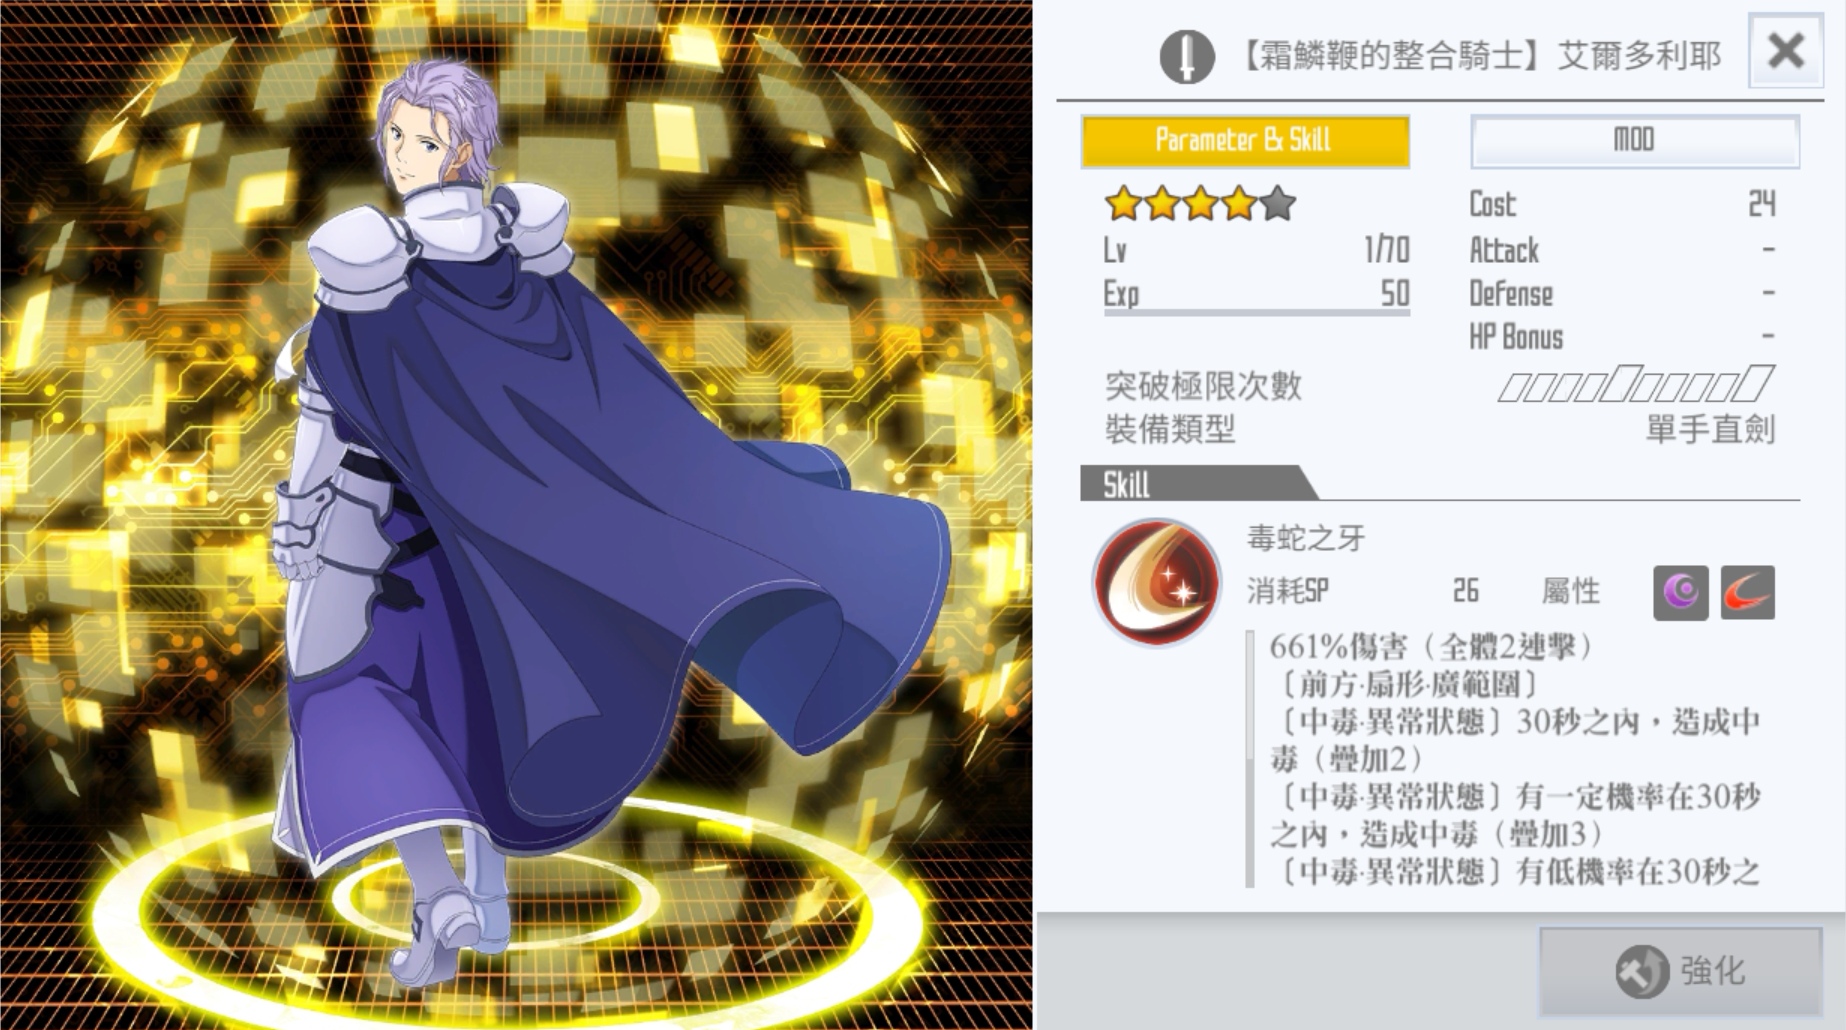 【霜鱗鞭的整合騎士】艾爾多利耶
Parameter & Skill
MOD
Lv 1/70
Exp 50
Cost 24
Attack -
Defense -
HP Bonus -
突破極限次數
裝備類型 單手直劍
Skill
毒蛇之牙
消耗SP 26 屬性
661%傷害（全體2連擊）
〔前方·扇形·廣範圍〕
〔中毒·異常狀態〕30秒之內，造成中
毒（疊加2）
〔中毒·異常狀態〕有一定機率在30秒
之內，造成中毒（疊加3）
〔中毒·異常狀態〕有低機率在30秒之
強化